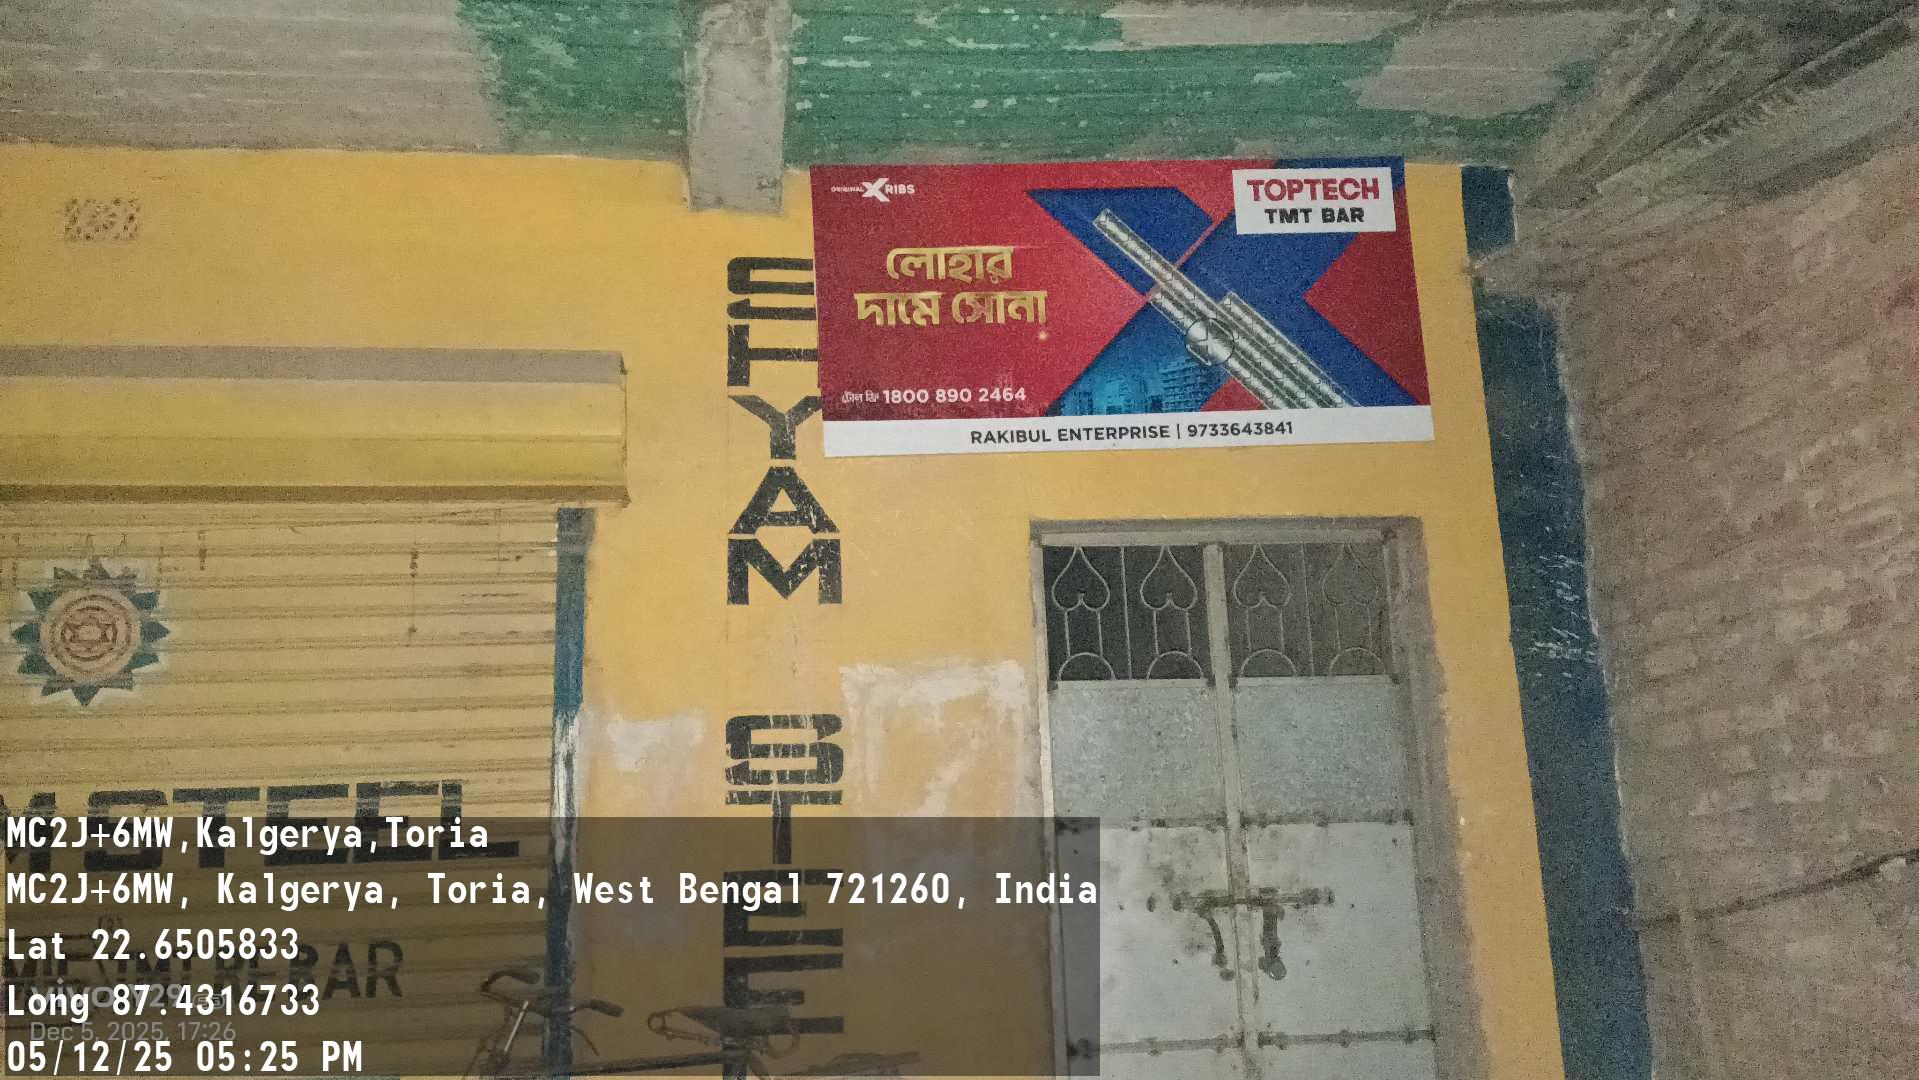 ORIGINAL X RIBS
TOPTECH
TMT BAR
লোহার
দামে সোনা
টোল ফ্রি 1800 890 2464
RAKIBUL ENTERPRISE | 9733643841
SHYAM STEEL
M STEEL
REBAR
MC2J+6MW,Kalgerya,Toria
MC2J+6MW, Kalgerya, Toria, West Bengal 721260, India
Lat 22.6505833
Long 87.4316733
vivo Y29
Dec 5, 2025, 17:26
05/12/25 05:25 PM